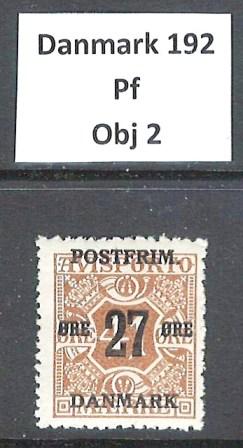 Danmark 192
Pf
Obj 2
POSTFRIM.
AVISPORTO
ØRE 27 ØRE
DANMARK